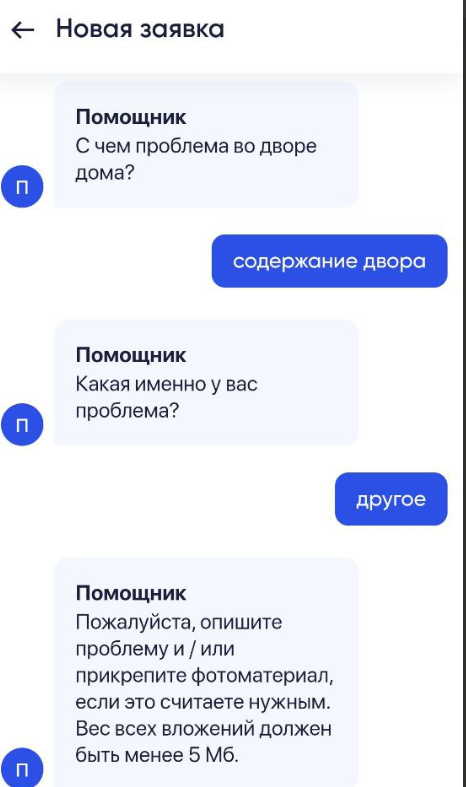 ← Новая заявка
Помощник
С чем проблема во дворе
дома?
П
содержание двора
Помощник
Какая именно у вас
проблема?
П
другое
Помощник
Пожалуйста, опишите
проблему и / или
прикрепите фотоматериал,
если это считаете нужным.
Вес всех вложений должен
быть менее 5 Мб.
П